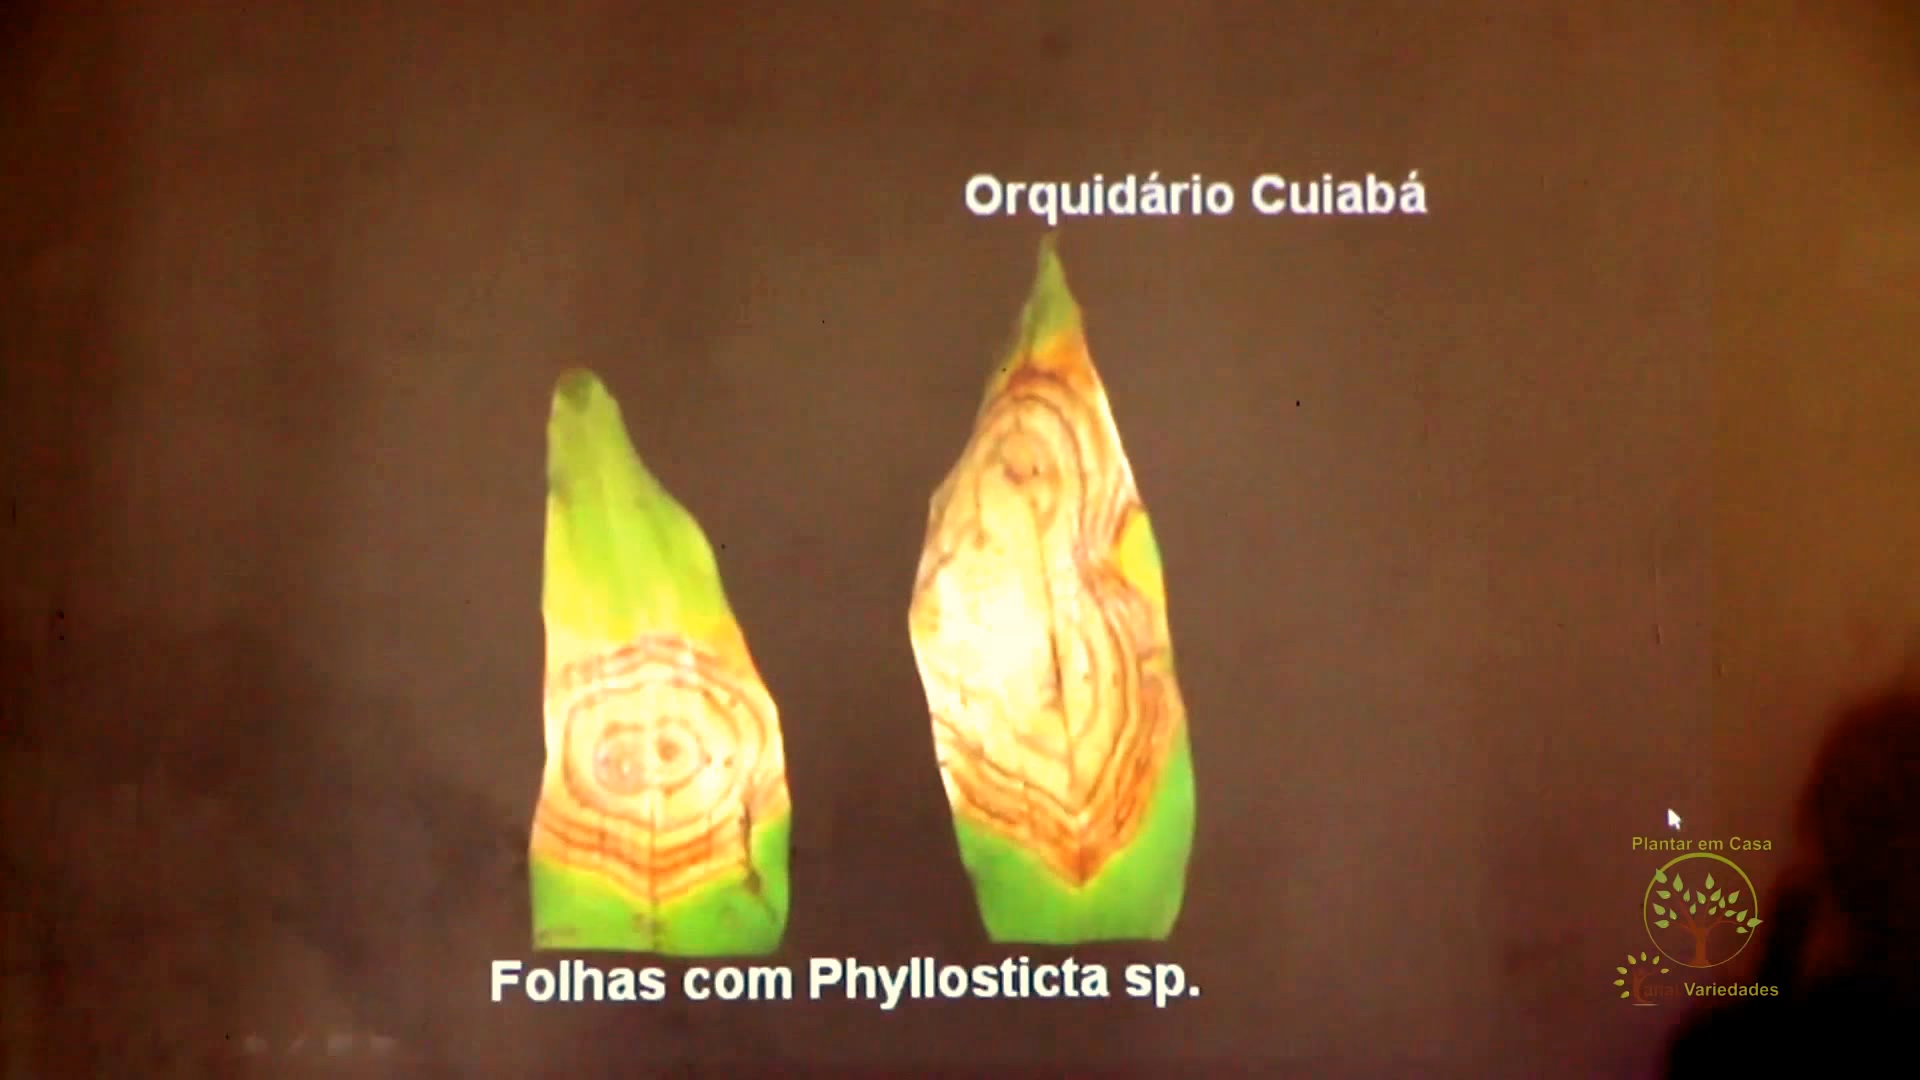 Orquidário Cuiabá
Folhas com Phyllosticta sp.
Plantar em Casa
Variedades